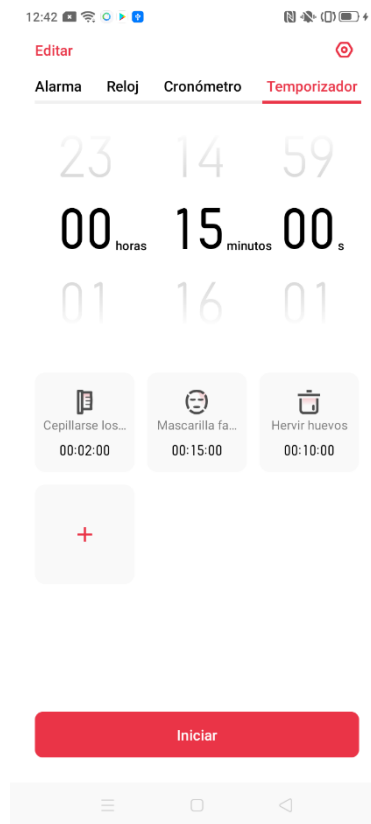 12:42
Editar
Alarma Reloj Cronómetro Temporizador
23 14 59
00 horas 15 minutos 00 s
01 16 01
Cepillarse los... Mascarilla fa... Hervir huevos
00:02:00 00:15:00 00:10:00
+
Iniciar